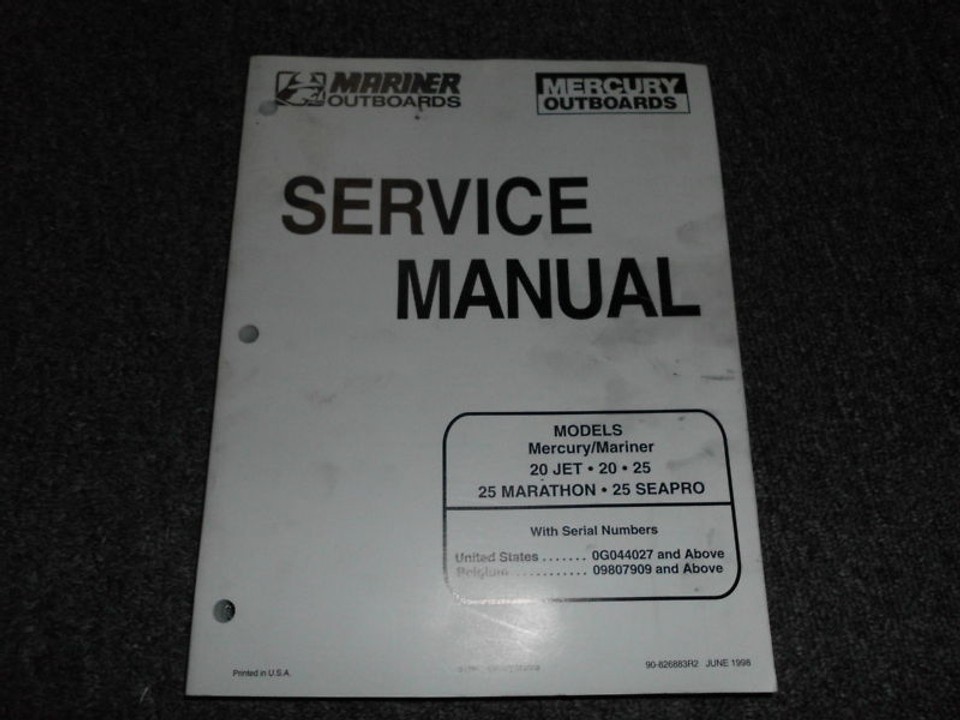 MARINER
OUTBOARDS
MERCURY
OUTBOARDS
SERVICE
MANUAL
MODELS
Mercury/Mariner
20 JET • 20 • 25
25 MARATHON • 25 SEAPRO
With Serial Numbers
United States ....... 0G044027 and Above
Belgium ........... 09807909 and Above
Printed in U.S.A.
90-826883R2 JUNE 1998